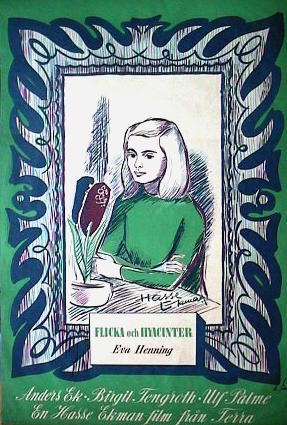 Hasse
Ekman
FLICKA och HYACINTER
Eva Henning
Anders Ek · Birgit Tengroth · Ulf Palme
En Hasse Ekman film från Terra